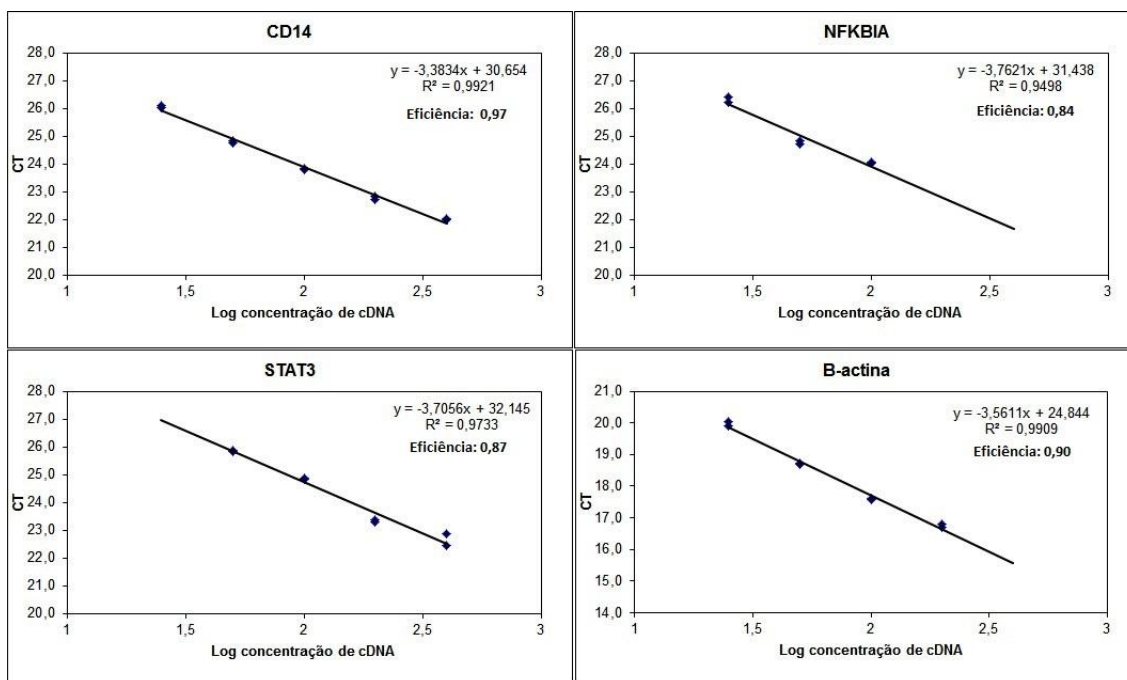 CD14
28,0
27,0
26,0
25,0
24,0
23,0
22,0
21,0
20,0
CT
y = -3,3834x + 30,654
R² = 0,9921
Eficiência: 0,97
1 1,5 2 2,5 3
Log concentração de cDNA
NFKBIA
28,0
27,0
26,0
25,0
24,0
23,0
22,0
21,0
20,0
CT
y = -3,7621x + 31,438
R² = 0,9498
Eficiência: 0,84
1 1,5 2 2,5 3
Log concentração de cDNA
STAT3
28,0
27,0
26,0
25,0
24,0
23,0
22,0
21,0
20,0
CT
y = -3,7056x + 32,145
R² = 0,9733
Eficiência: 0,87
1 1,5 2 2,5 3
Log concentração de cDNA
B-actina
21,0
20,0
19,0
18,0
17,0
16,0
15,0
14,0
CT
y = -3,5611x + 24,844
R² = 0,9909
Eficiência: 0,90
1 1,5 2 2,5 3
Log concentração de cDNA